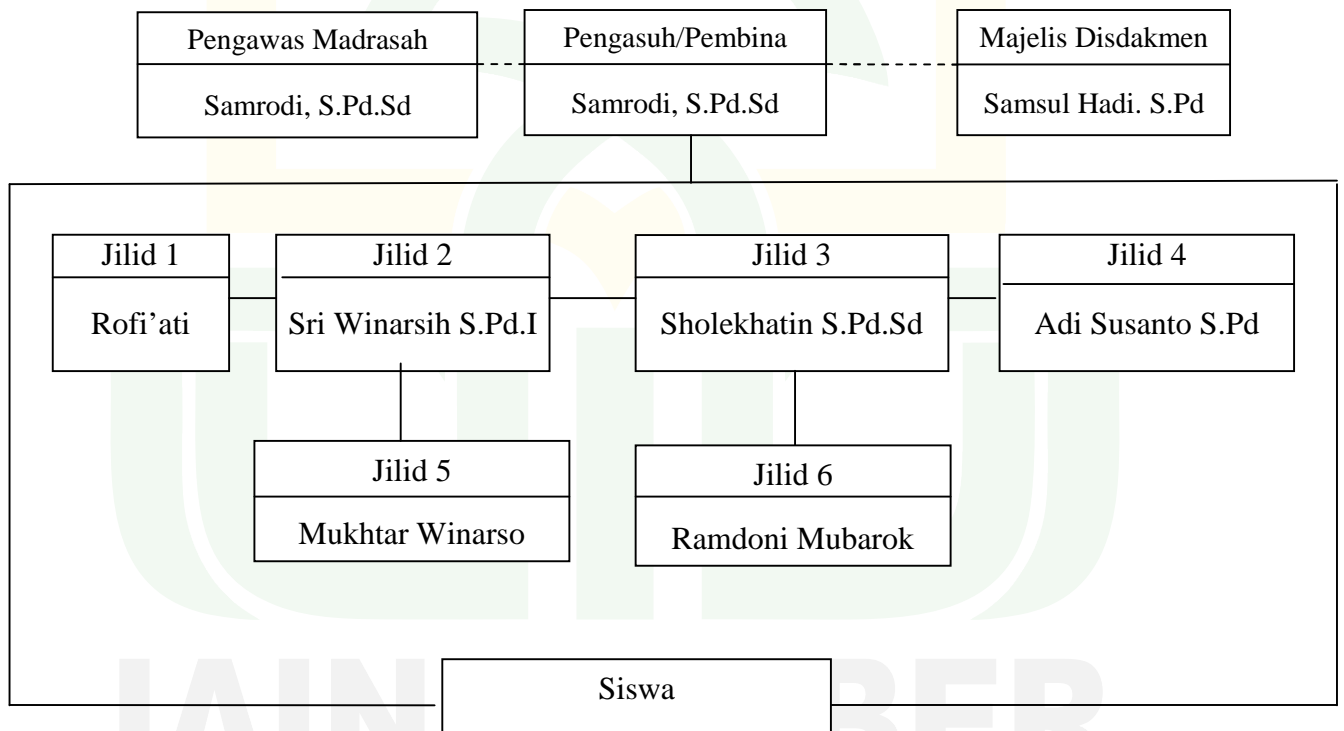 Pengawas Madrasah
Samrodi, S.Pd.Sd
Pengasuh/Pembina
Samrodi, S.Pd.Sd
Majelis Disdakmen
Samsul Hadi. S.Pd
Jilid 1
Rofi’ati
Jilid 2
Sri Winarsih S.Pd.I
Jilid 3
Sholekhatin S.Pd.Sd
Jilid 4
Adi Susanto S.Pd
Jilid 5
Mukhtar Winarso
Jilid 6
Ramdoni Mubarok
Siswa
IAIN